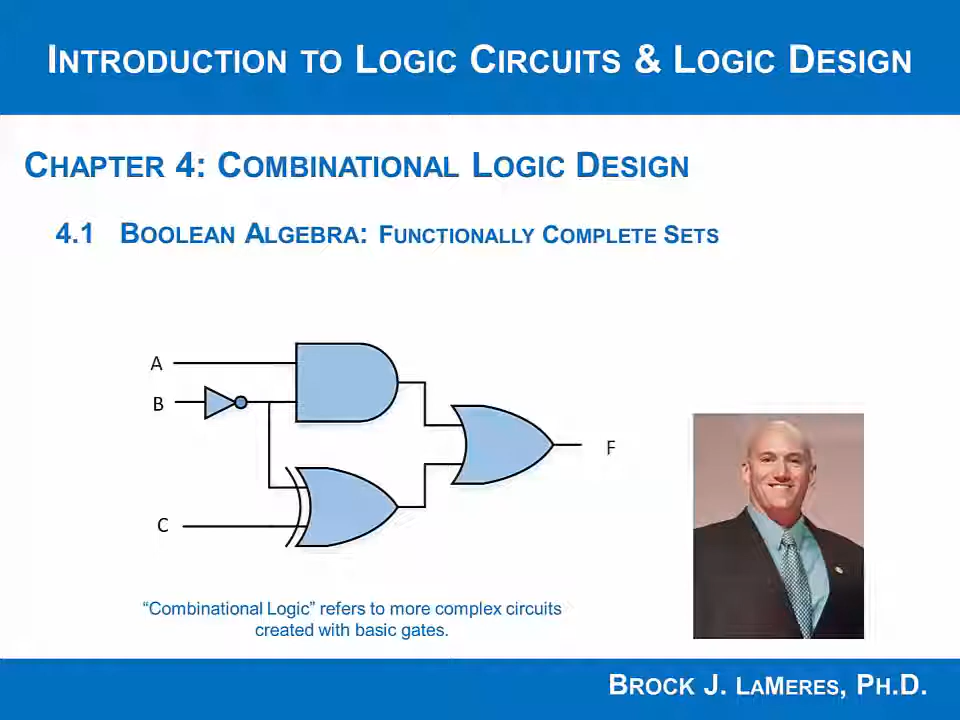 INTRODUCTION TO LOGIC CIRCUITS & LOGIC DESIGN
CHAPTER 4: COMBINATIONAL LOGIC DESIGN
4.1 BOOLEAN ALGEBRA: FUNCTIONALLY COMPLETE SETS
A
B
F
C
“Combinational Logic” refers to more complex circuits
created with basic gates.
BROCK J. LAMERES, PH.D.